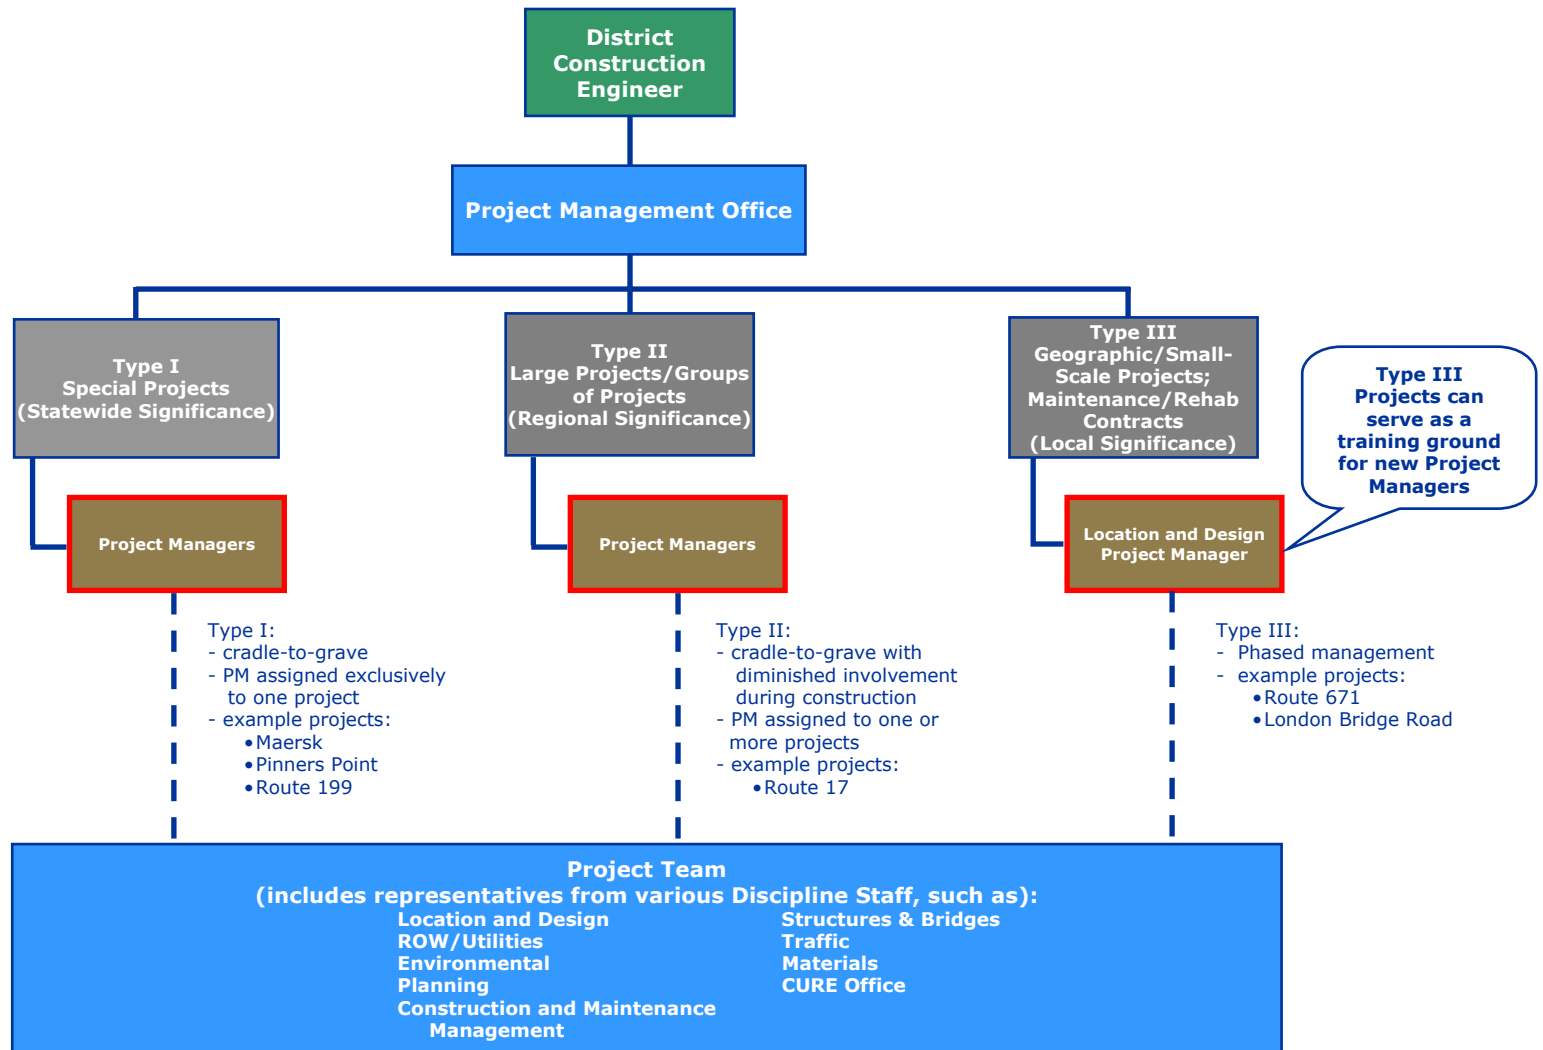 District
Construction
Engineer
Project Management Office
Type I
Special Projects
(Statewide Significance)
Type II
Large Projects/Groups
of Projects
(Regional Significance)
Type III
Geographic/Small-
Scale Projects;
Maintenance/Rehab
Contracts
(Local Significance)
Type III
Projects can
serve as a
training ground
for new Project
Managers
Project Managers
Project Managers
Location and Design
Project Manager
Type I:
- cradle-to-grave
- PM assigned exclusively
to one project
- example projects:
•Maersk
•Pinners Point
•Route 199
Type II:
- cradle-to-grave with
diminished involvement
during construction
- PM assigned to one or
more projects
- example projects:
•Route 17
Type III:
- Phased management
- example projects:
•Route 671
•London Bridge Road
Project Team
(includes representatives from various Discipline Staff, such as):
Location and Design
ROW/Utilities
Environmental
Planning
Construction and Maintenance
Management
Structures & Bridges
Traffic
Materials
CURE Office